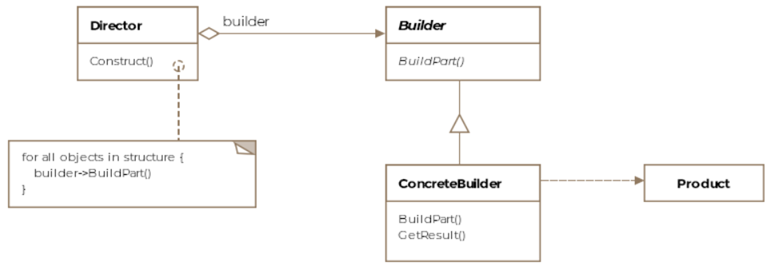 Director
builder
Builder
Construct()
BuildPart()
for all objects in structure {
builder->BuildPart()
}
ConcreteBuilder
Product
BuildPart()
GetResult()